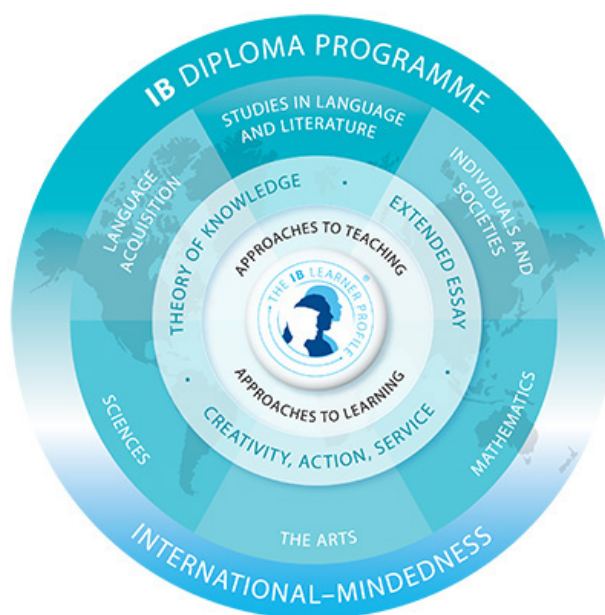 IB DIPLOMA PROGRAMME
STUDIES IN LANGUAGE
AND LITERATURE
LANGUAGE
ACQUISITION
INDIVIDUALS AND
SOCIETIES
THEORY OF KNOWLEDGE
·
EXTENDED ESSAY
APPROACHES TO TEACHING
THE IB LEARNER PROFILE
®
APPROACHES TO LEARNING
·
CREATIVITY, ACTION, SERVICE
·
SCIENCES
MATHEMATICS
THE ARTS
INTERNATIONAL–MINDEDNESS